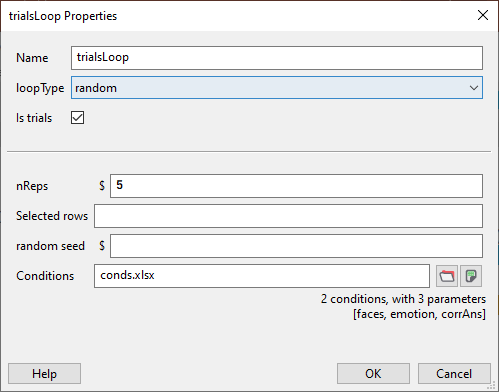 trialsLoop Properties
Name trialsLoop
loopType random
Is trials
nReps $ 5
Selected rows
random seed $
Conditions conds.xlsx
2 conditions, with 3 parameters
[faces, emotion, corrAns]
Help OK Cancel